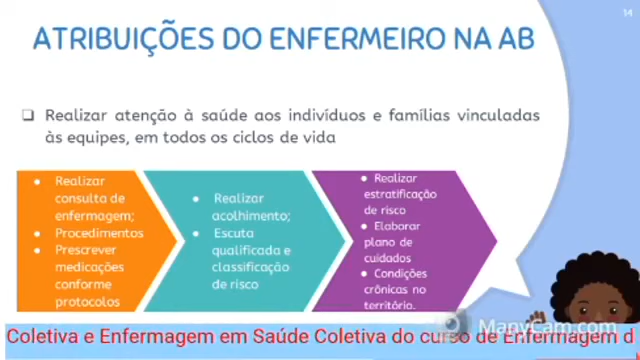 14
ATRIBUIÇÕES DO ENFERMEIRO NA AB
❑ Realizar atenção à saúde aos indivíduos e famílias vinculadas
às equipes, em todos os ciclos de vida
● Realizar
consulta de
enfermagem;
● Procedimentos
● Prescrever
medicações
conforme
protocolos
● Realizar
acolhimento;
● Escuta
qualificada e
classificação
de risco
● Realizar
estratificação
de risco
● Elaborar
plano de
cuidados
● Condições
crônicas no
território.
ManyCam.com
Coletiva e Enfermagem em Saúde Coletiva do curso de Enfermagem d